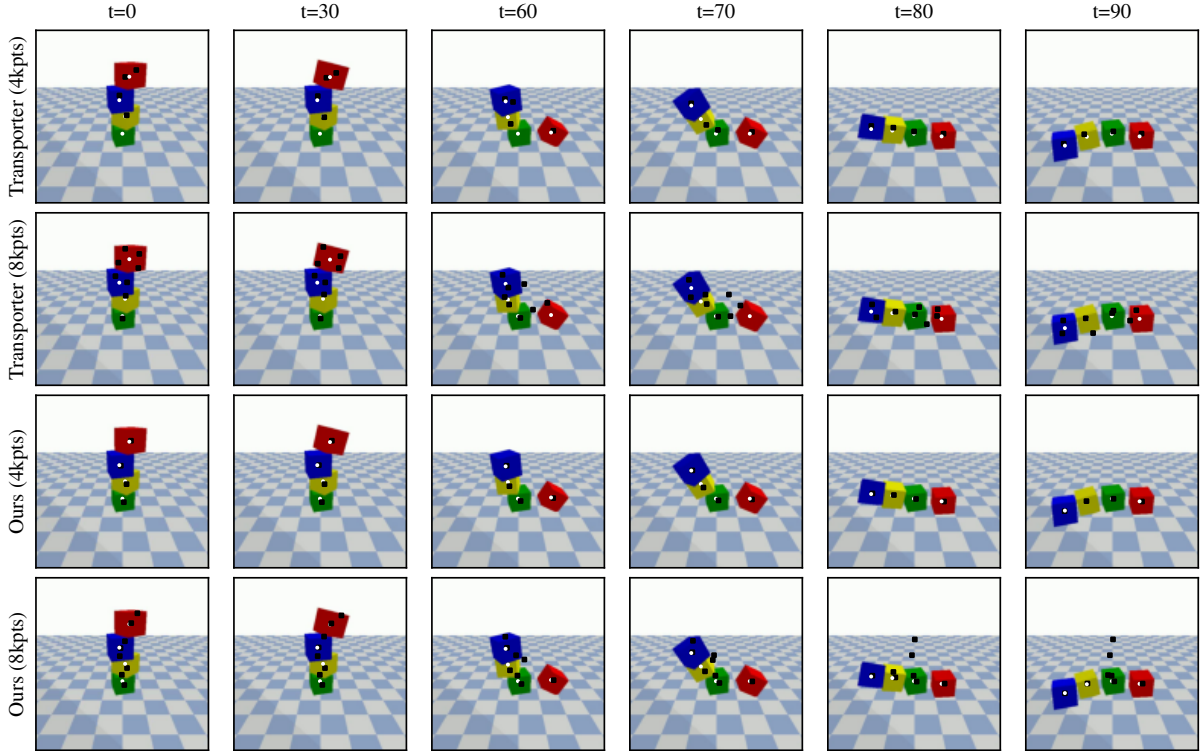 t=0 t=30 t=60 t=70 t=80 t=90
Transporter (4kpts)
Transporter (8kpts)
Ours (4kpts)
Ours (8kpts)